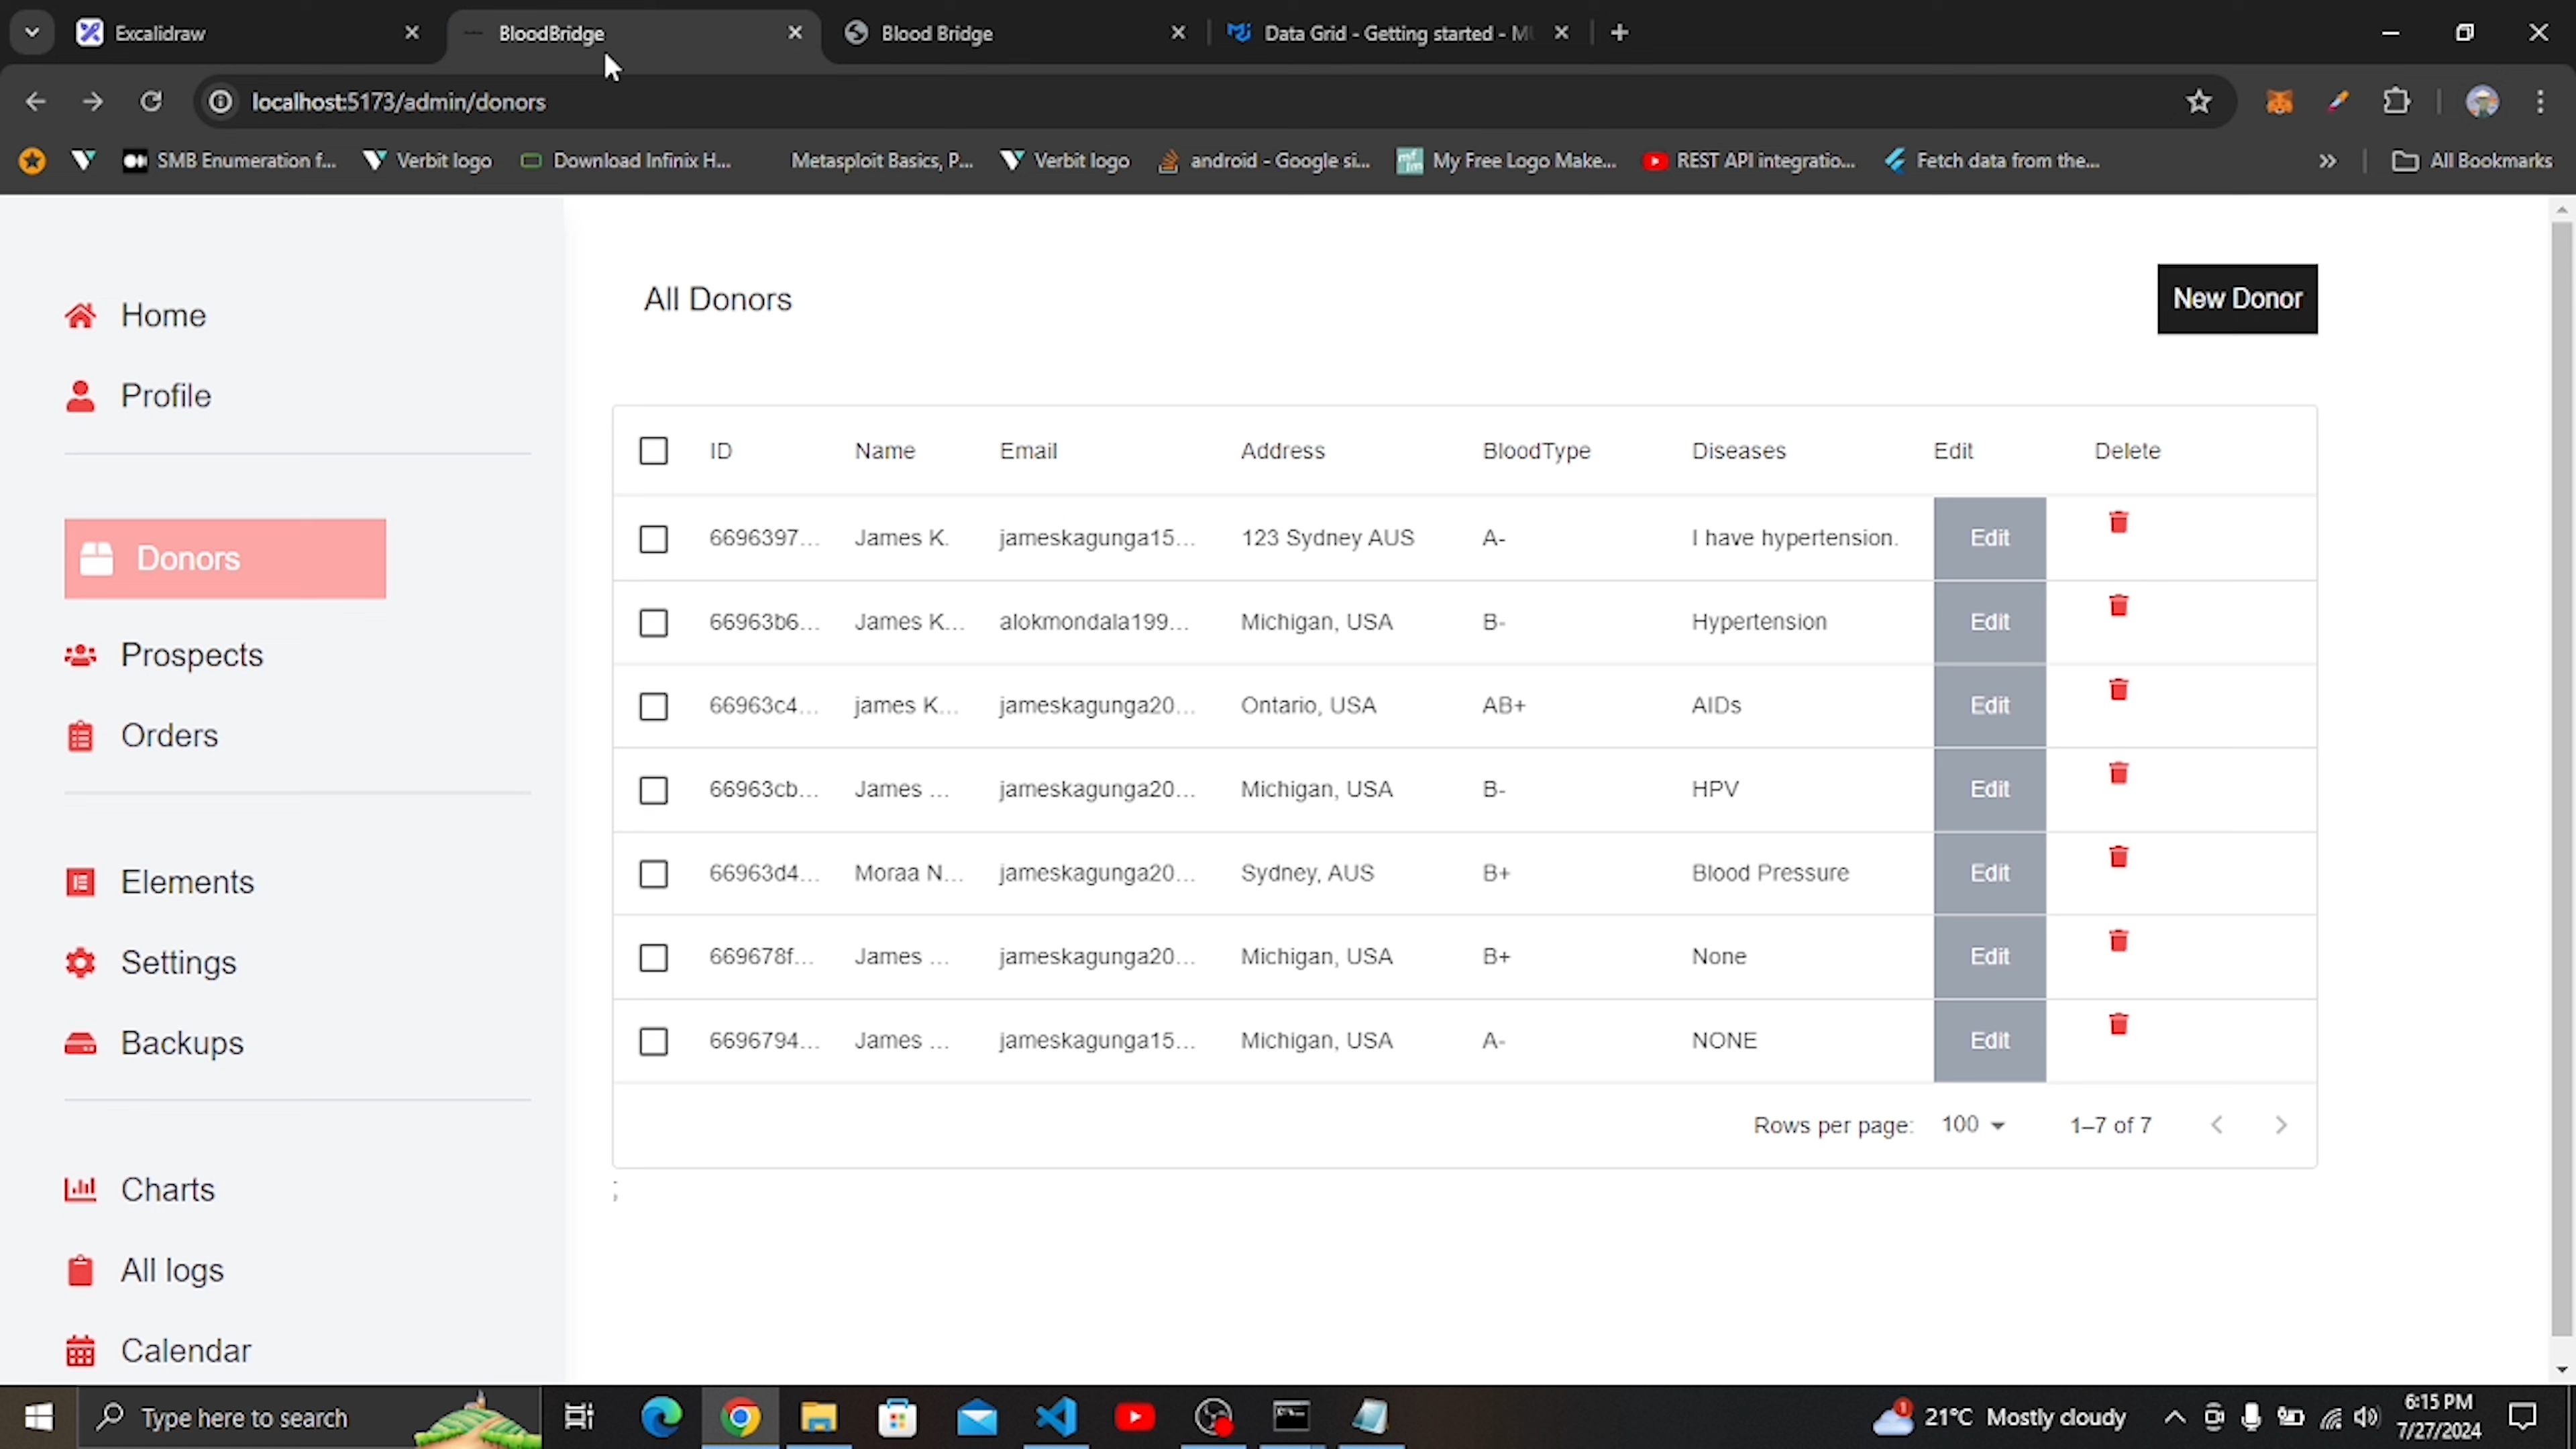 Excalidraw
BloodBridge
Blood Bridge
Data Grid - Getting started - MU
localhost:5173/admin/donors
SMB Enumeration f...
Verbit logo
Download Infinix H...
Metasploit Basics, P...
Verbit logo
android - Google si...
My Free Logo Make...
REST API integratio...
Fetch data from the...
All Bookmarks
Home
Profile
Donors
Prospects
Orders
Elements
Settings
Backups
Charts
All logs
Calendar
All Donors
New Donor
ID Name Email Address BloodType Diseases Edit Delete
6696397... James K. jameskagunga15... 123 Sydney AUS A- I have hypertension. Edit
66963b6... James K... alokmondala199... Michigan, USA B- Hypertension Edit
66963c4... james K... jameskagunga20... Ontario, USA AB+ AIDs Edit
66963cb... James ... jameskagunga20... Michigan, USA B- HPV Edit
66963d4... Moraa N... jameskagunga20... Sydney, AUS B+ Blood Pressure Edit
669678f... James ... jameskagunga20... Michigan, USA B+ None Edit
6696794... James ... jameskagunga15... Michigan, USA A- NONE Edit
Rows per page: 100 1–7 of 7
;
Type here to search
1
21°C Mostly cloudy
6:15 PM
7/27/2024